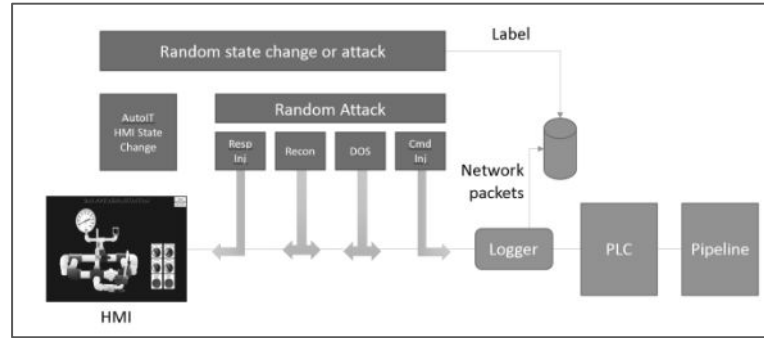 Random state change or attack
Label
AutoIT
HMI State
Change
Random Attack
Resp
Inj
Recon
DOS
Cmd
Inj
Network
packets
Logger
PLC
Pipeline
HMI